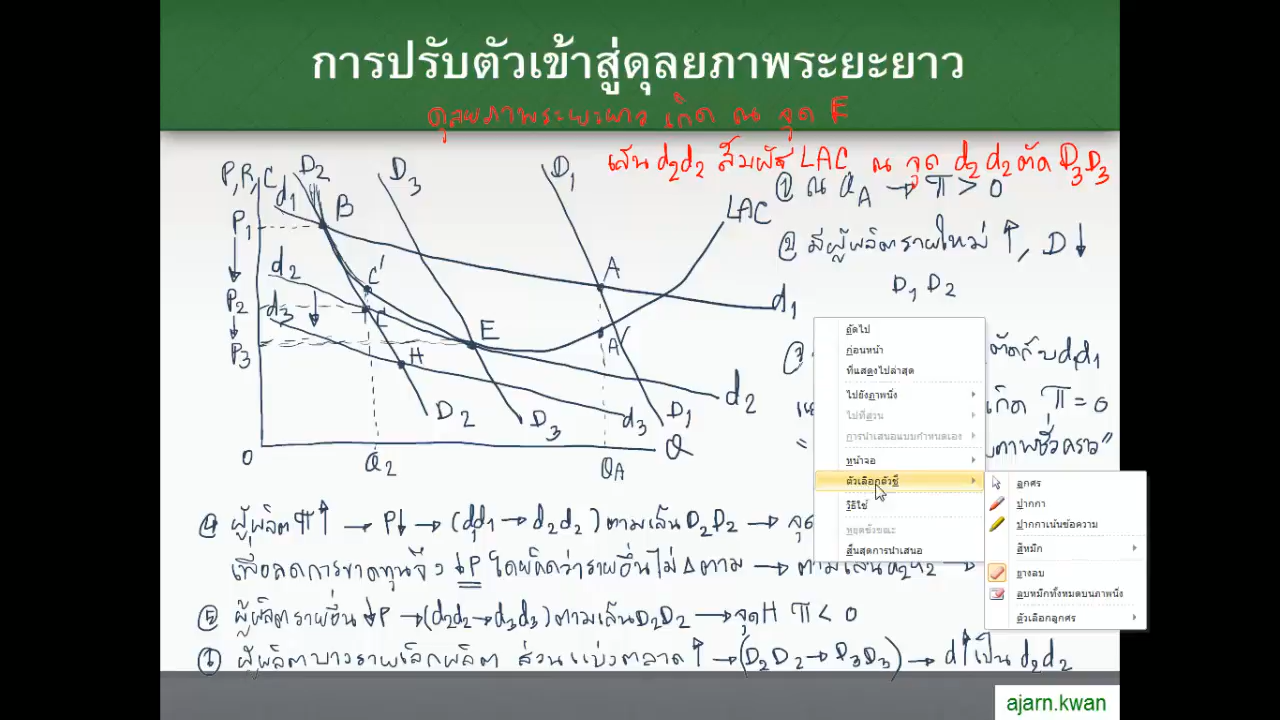 การปรับตัวเข้าสู่ดุลยภาพระยะยาว
ดุลยภาพระยะยาว เกิด ณ จุด E
เส้น d2d2 สัมผัส LAC ณ จุด d2d2 ตัด D3D3
P,R,C
D2
D3
D1
d1
B
P1
LAC
A
C'
d2
P2
d3
d1
E
A'
P3
H
d2
D2
D3
d3
D1
0
Q2
QA
Q
① ณ QA → π > 0
② มีผู้ผลิตรายใหม่ ↑, D ↓
D1 D2
③
ตัดกับ d1d1
เกิด π = 0
=
ภาพชั่วคราว"
④ ผู้ผลิต π↑ → P↓ → (d1d1 → d2d2) ตามเส้น D2D2 → จุด
เพื่อลดการขาดทุนจึง ↓P โดยคิดว่ารายอื่นไม่ Δ ตาม → ตามเส้น d2d2 →
⑤ ผู้ผลิตรายอื่น ↓P → (d2d2 → d3d3) ตามเส้น D2D2 → จุด H π < 0
⑥ ผู้ผลิตบางรายเลิกผลิต ส่วนแบ่งตลาด ↑ → (D2D2 → D3D3) → d↑ เป็น d2d2
ถัดไป
ก่อนหน้า
ที่แสดงไปล่าสุด
ไปยังภาพนิ่ง
ไปที่ส่วน
การนำเสนอแบบกำหนดเอง
หน้าจอ
ตัวเลือกตัวชี้
วิธีใช้
หยุดชั่วขณะ
สิ้นสุดการนำเสนอ
ลูกศร
ปากกา
ปากกาเน้นข้อความ
สีหมึก
ยางลบ
ลบหมึกทั้งหมดบนภาพนิ่ง
ตัวเลือกลูกศร
ajarn.kwan